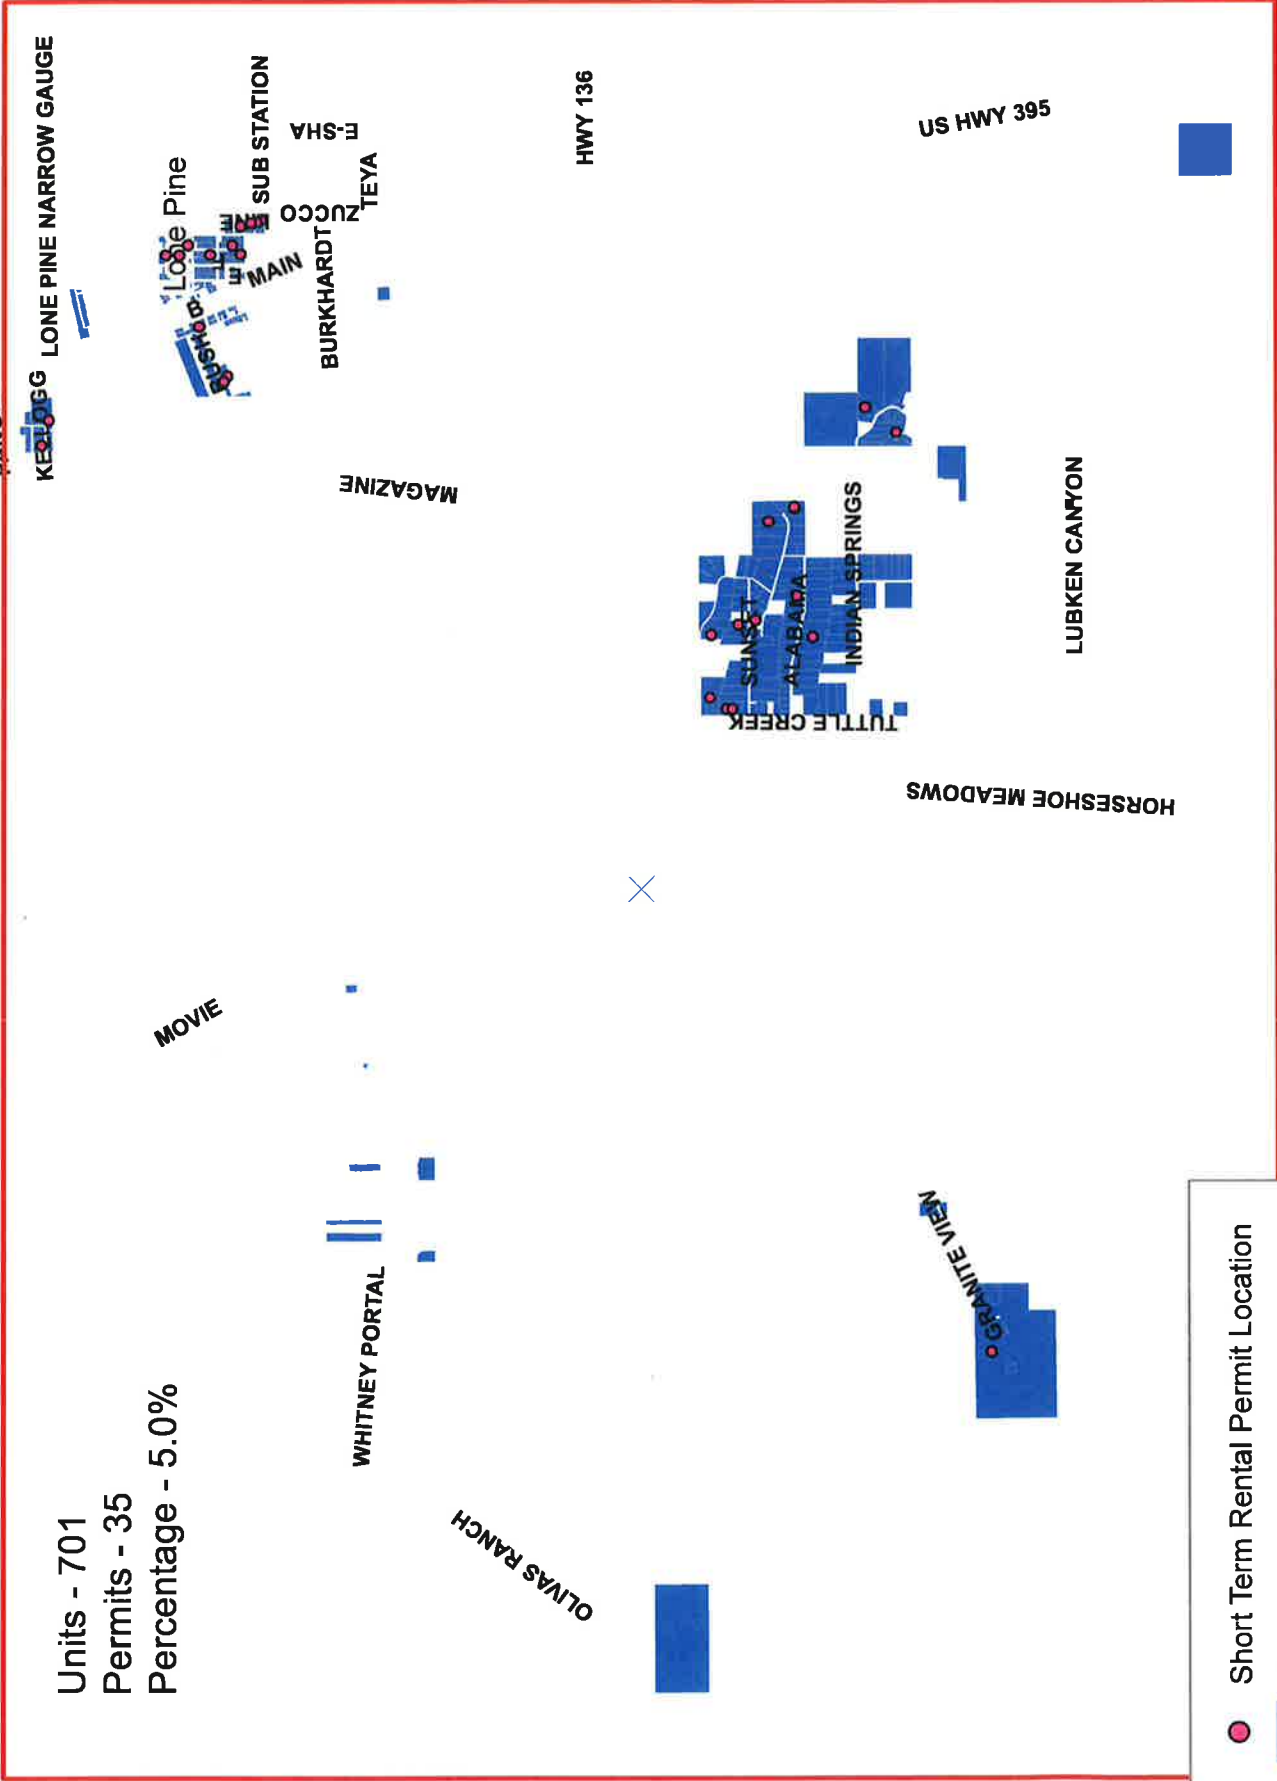 Units - 701
Permits - 35
Percentage - 5.0%
KELLOGG
LONE PINE NARROW GAUGE
Lone Pine
SUB STATION
E-SHA
ZUCCO
TEYA
MAIN
BURKHARDT
HWY 136
US HWY 395
MAGAZINE
MOVIE
WHITNEY PORTAL
OLIVAS RANCH
SUNSET
ALABAMA
INDIAN SPRINGS
TUTTLE CREEK
LUBKEN CANYON
HORSESHOE MEADOWS
GRANITE VIEW
Short Term Rental Permit Location